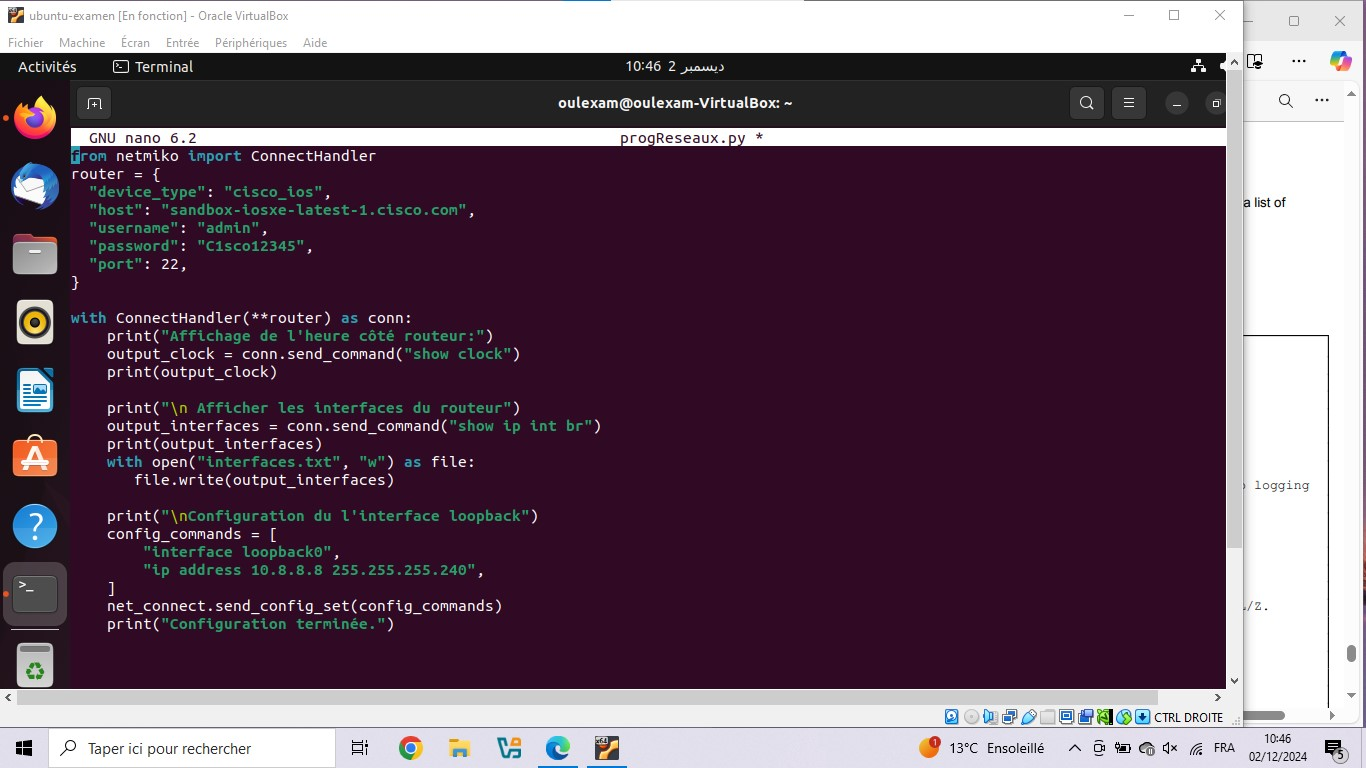 ubuntu-examen [En fonction] - Oracle VirtualBox
Fichier Machine Écran Entrée Périphériques Aide
Activités Terminal 10:46 2 ديسمبر
oulexam@oulexam-VirtualBox: ~
GNU nano 6.2 progReseaux.py *
from netmiko import ConnectHandler
router = {
  "device_type": "cisco_ios",
  "host": "sandbox-iosxe-latest-1.cisco.com",
  "username": "admin",
  "password": "C1sco12345",
  "port": 22,
}
with ConnectHandler(**router) as conn:
    print("Affichage de l'heure côté routeur:")
    output_clock = conn.send_command("show clock")
    print(output_clock)
    print("\n Afficher les interfaces du routeur")
    output_interfaces = conn.send_command("show ip int br")
    print(output_interfaces)
    with open("interfaces.txt", "w") as file:
       file.write(output_interfaces)
    print("\nConfiguration du l'interface loopback")
    config_commands = [
        "interface loopback0",
        "ip address 10.8.8.8 255.255.255.240",
    ]
    net_connect.send_config_set(config_commands)
    print("Configuration terminée.")
a list of
logging
/Z.
CTRL DROITE
Taper ici pour rechercher
1
13°C Ensoleillé
FRA
10:46
02/12/2024
5